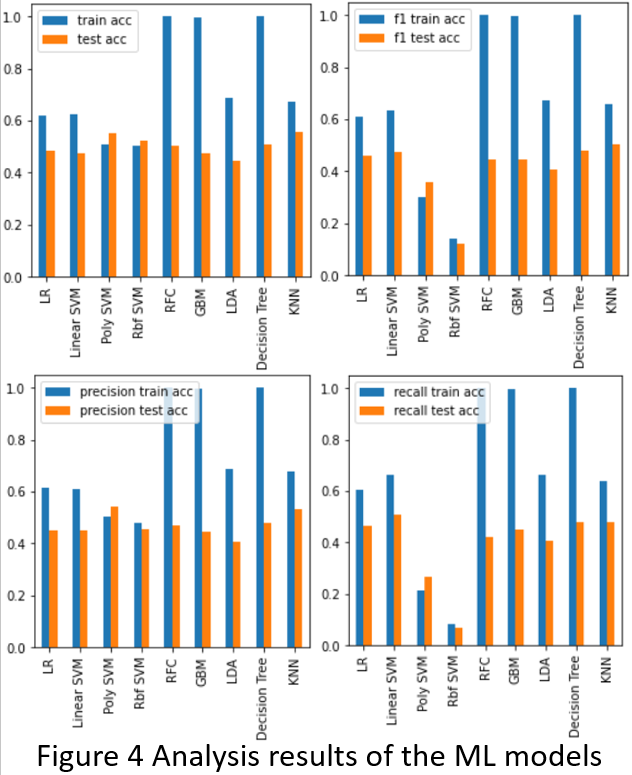 train acc
test acc
1.0
0.8
0.6
0.4
0.2
0.0
LR
Linear SVM
Poly SVM
Rbf SVM
RFC
GBM
LDA
Decision Tree
KNN
f1 train acc
f1 test acc
1.0
0.8
0.6
0.4
0.2
0.0
LR
Linear SVM
Poly SVM
Rbf SVM
RFC
GBM
LDA
Decision Tree
KNN
precision train acc
precision test acc
1.0
0.8
0.6
0.4
0.2
0.0
LR
Linear SVM
Poly SVM
Rbf SVM
RFC
GBM
LDA
Decision Tree
KNN
recall train acc
recall test acc
1.0
0.8
0.6
0.4
0.2
0.0
LR
Linear SVM
Poly SVM
Rbf SVM
RFC
GBM
LDA
Decision Tree
KNN
Figure 4 Analysis results of the ML models